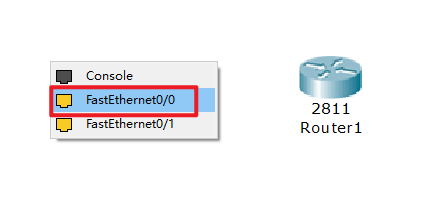 Console
FastEthernet0/0
FastEthernet0/1
2811
Router1